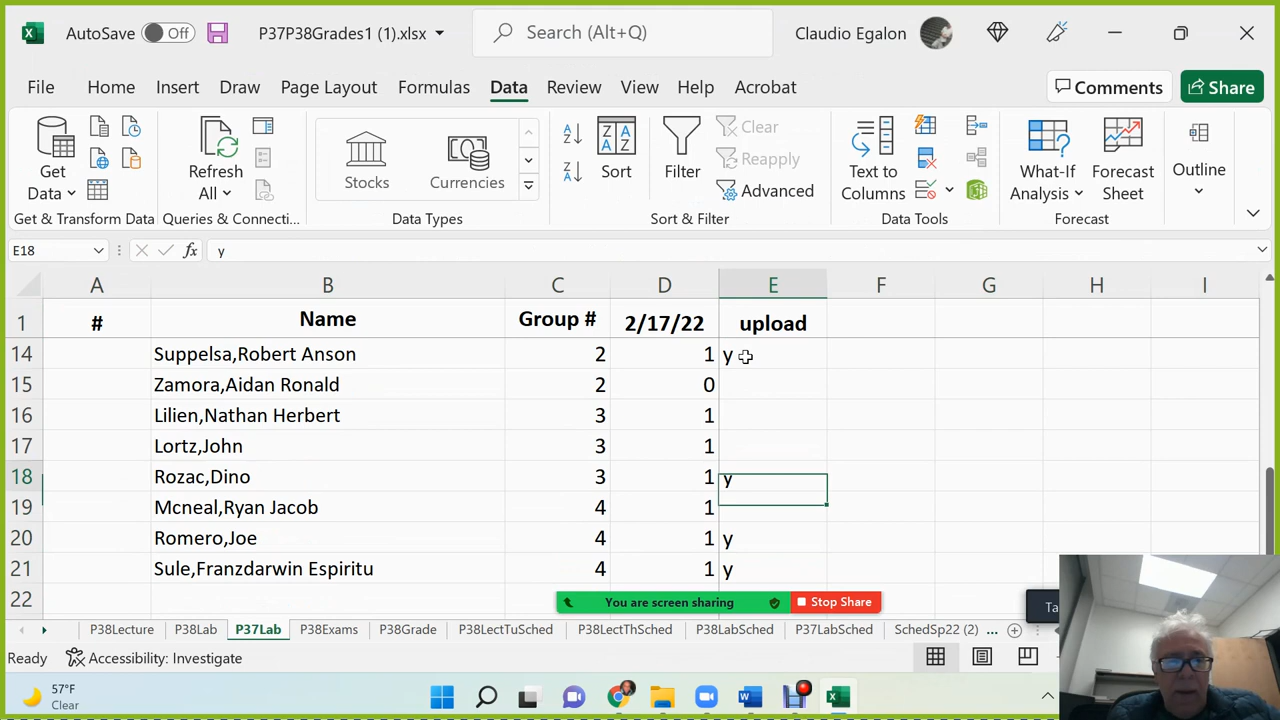 AutoSave Off P37P38Grades1 (1).xlsx Search (Alt+Q) Claudio Egalon
File Home Insert Draw Page Layout Formulas Data Review View Help Acrobat Comments Share
Get Data Refresh All Stocks Currencies Sort Filter Clear Reapply Advanced Text to Columns What-If Analysis Forecast Sheet Outline
Get & Transform Data Queries & Connecti... Data Types Sort & Filter Data Tools Forecast
E18 fx y
A B C D E F G H I
1 # Name Group # 2/17/22 upload
14 Suppelsa,Robert Anson 2 1 y
15 Zamora,Aidan Ronald 2 0
16 Lilien,Nathan Herbert 3 1
17 Lortz,John 3 1
18 Rozac,Dino 3 1 y
19 Mcneal,Ryan Jacob 4 1
20 Romero,Joe 4 1 y
21 Sule,Franzdarwin Espiritu 4 1 y
22
You are screen sharing Stop Share
Ta
P38Lecture P38Lab P37Lab P38Exams P38Grade P38LectTuSched P38LectThSched P38LabSched P37LabSched SchedSp22 (2) ...
Ready Accessibility: Investigate
57°F
Clear